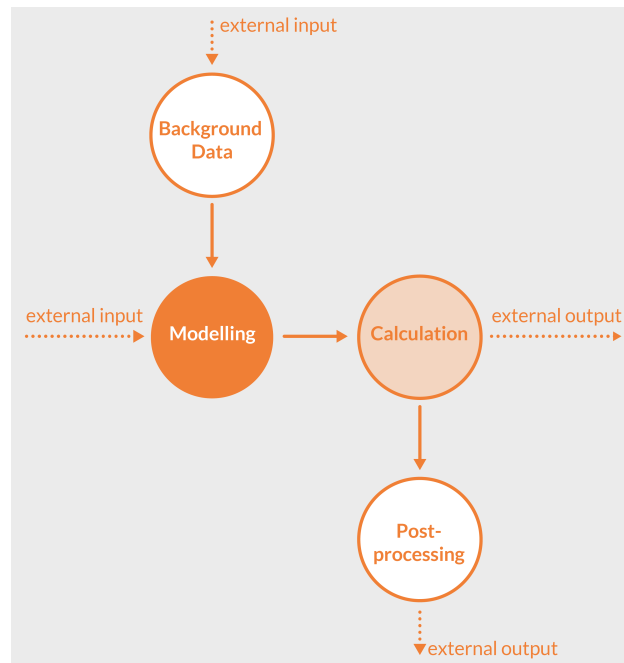 external input
Background
Data
external input
Modelling
Calculation
external output
Post-
processing
external output